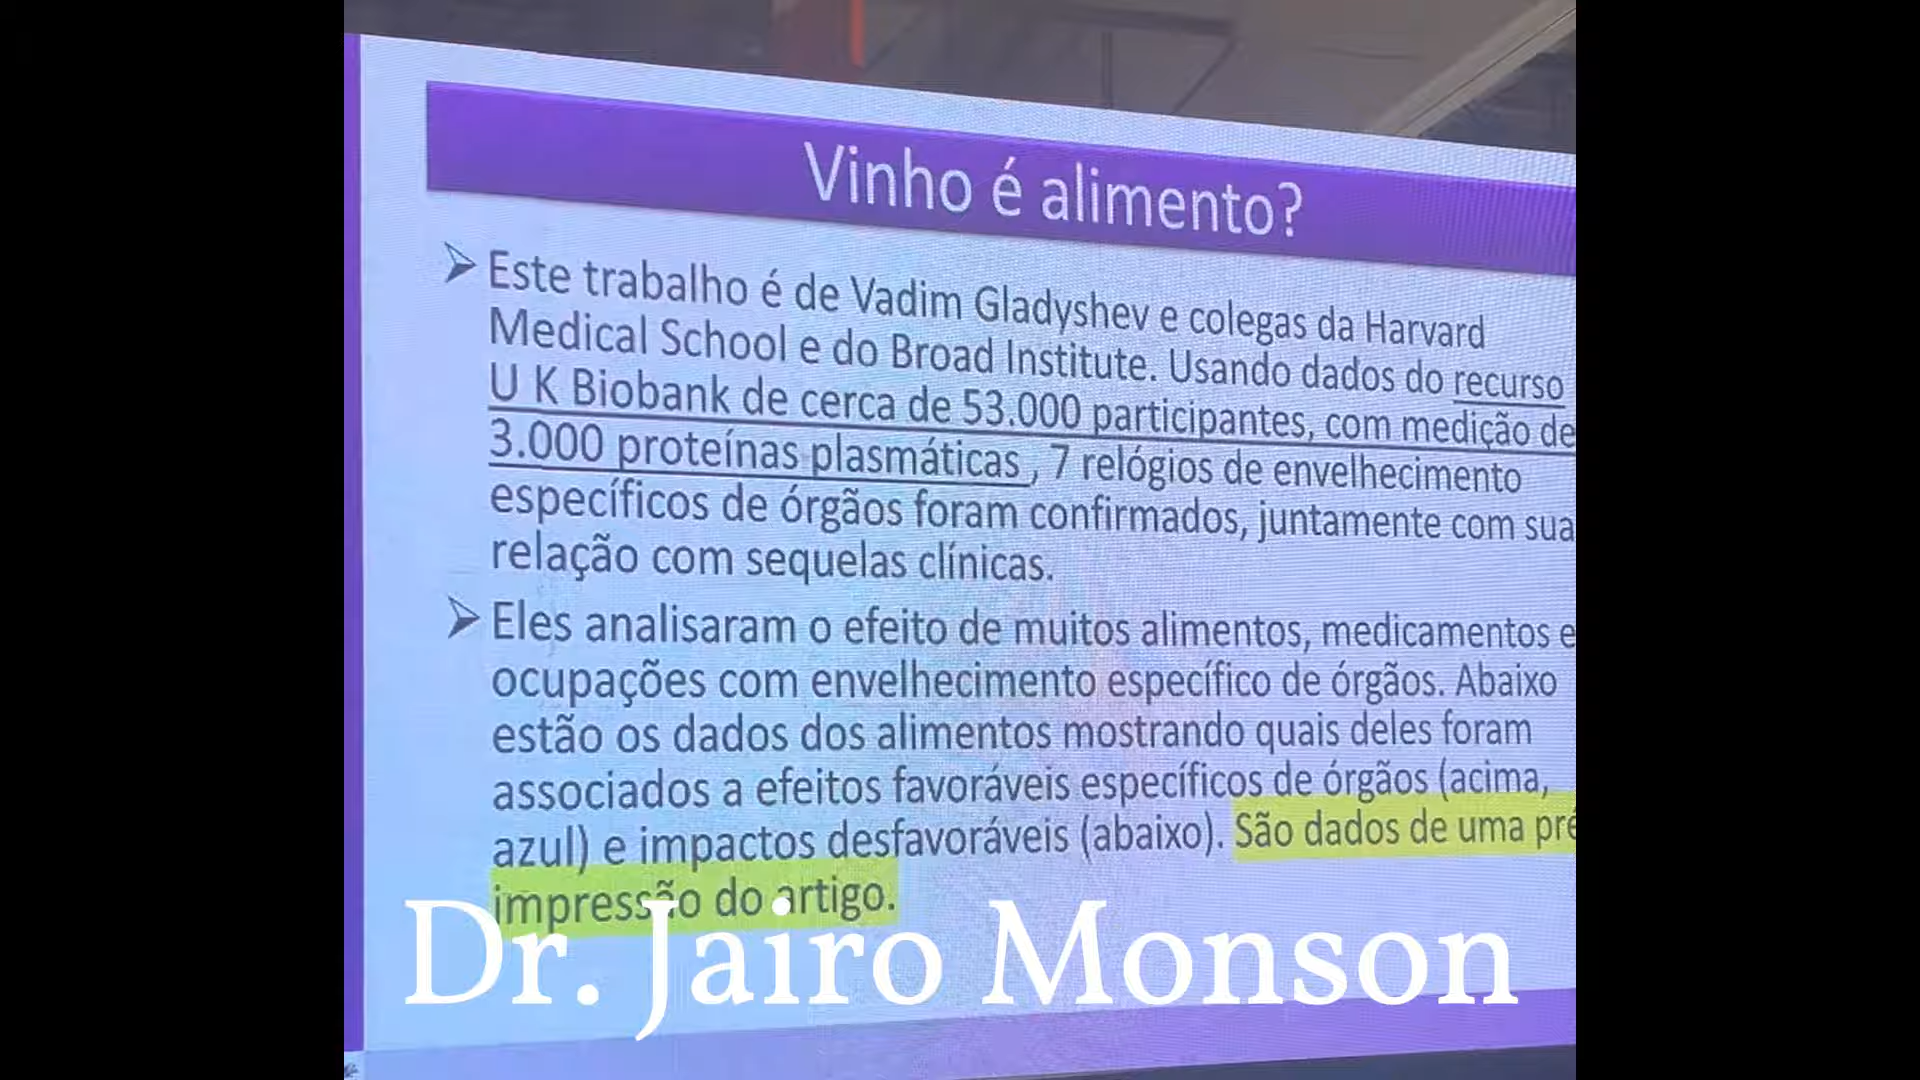 Vinho é alimento?
Este trabalho é de Vadim Gladyshev e colegas da Harvard
Medical School e do Broad Institute. Usando dados do recurso
U K Biobank de cerca de 53.000 participantes, com medição de
3.000 proteínas plasmáticas , 7 relógios de envelhecimento
específicos de órgãos foram confirmados, juntamente com sua
relação com sequelas clínicas.
Eles analisaram o efeito de muitos alimentos, medicamentos e
ocupações com envelhecimento específico de órgãos. Abaixo
estão os dados dos alimentos mostrando quais deles foram
associados a efeitos favoráveis específicos de órgãos (acima,
azul) e impactos desfavoráveis (abaixo). São dados de uma pré
impressão do artigo.
Dr. Jairo Monson